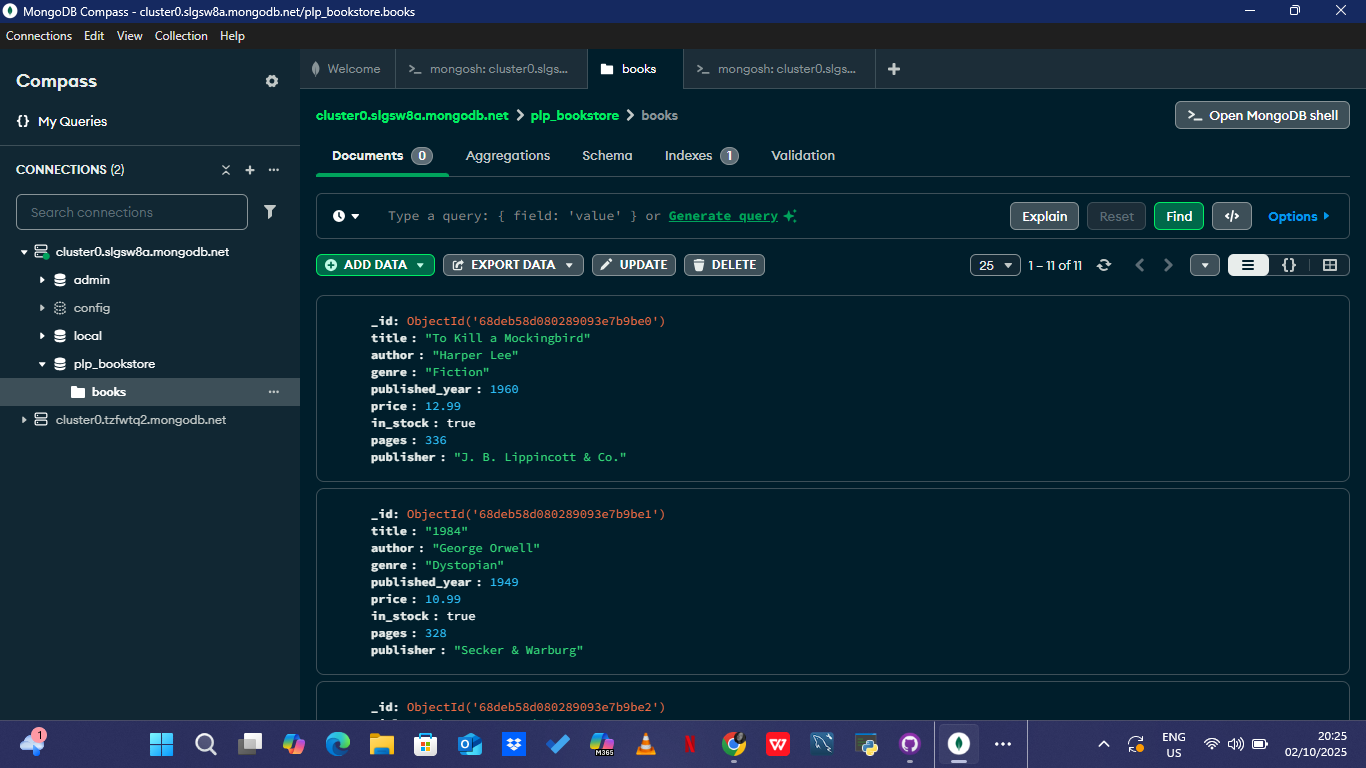 MongoDB Compass - cluster0.slgsw8a.mongodb.net/plp_bookstore.books
Connections Edit View Collection Help
Compass
My Queries
CONNECTIONS (2)
Search connections
cluster0.slgsw8a.mongodb.net
admin
config
local
plp_bookstore
books
cluster0.tzfwtq2.mongodb.net
Welcome
>_ mongosh: cluster0.slgs...
books
>_ mongosh: cluster0.slgs...
cluster0.slgsw8a.mongodb.net > plp_bookstore > books
>_ Open MongoDB shell
Documents 0 Aggregations Schema Indexes 1 Validation
Type a query: { field: 'value' } or Generate query
Explain Reset Find </> Options
ADD DATA EXPORT DATA UPDATE DELETE
25 1 – 11 of 11 {}
_id: ObjectId('68deb58d080289093e7b9be0')
title : "To Kill a Mockingbird"
author : "Harper Lee"
genre : "Fiction"
published_year : 1960
price : 12.99
in_stock : true
pages : 336
publisher : "J. B. Lippincott & Co."
_id: ObjectId('68deb58d080289093e7b9be1')
title : "1984"
author : "George Orwell"
genre : "Dystopian"
published_year : 1949
price : 10.99
in_stock : true
pages : 328
publisher : "Secker & Warburg"
_id: ObjectId('68deb58d080289093e7b9be2')
1
M365
ENG
US
20:25
02/10/2025